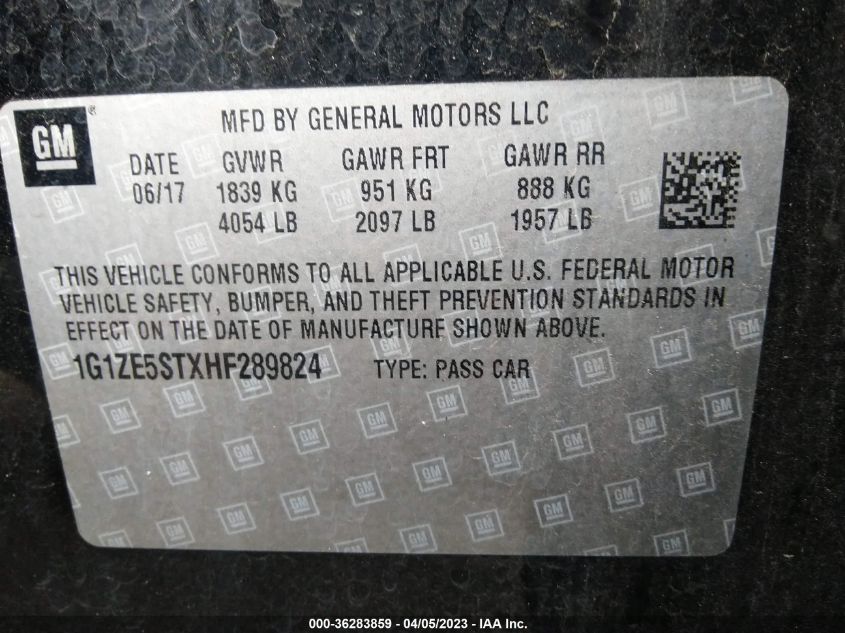 GM
®
MFD BY GENERAL MOTORS LLC
DATE GVWR GAWR FRT GAWR RR
06/17 1839 KG 951 KG 888 KG
4054 LB 2097 LB 1957 LB
THIS VEHICLE CONFORMS TO ALL APPLICABLE U.S. FEDERAL MOTOR
VEHICLE SAFETY, BUMPER, AND THEFT PREVENTION STANDARDS IN
EFFECT ON THE DATE OF MANUFACTURE SHOWN ABOVE.
1G1ZE5STXHF289824 TYPE: PASS CAR
000-36283859 - 04/05/2023 - IAA Inc.